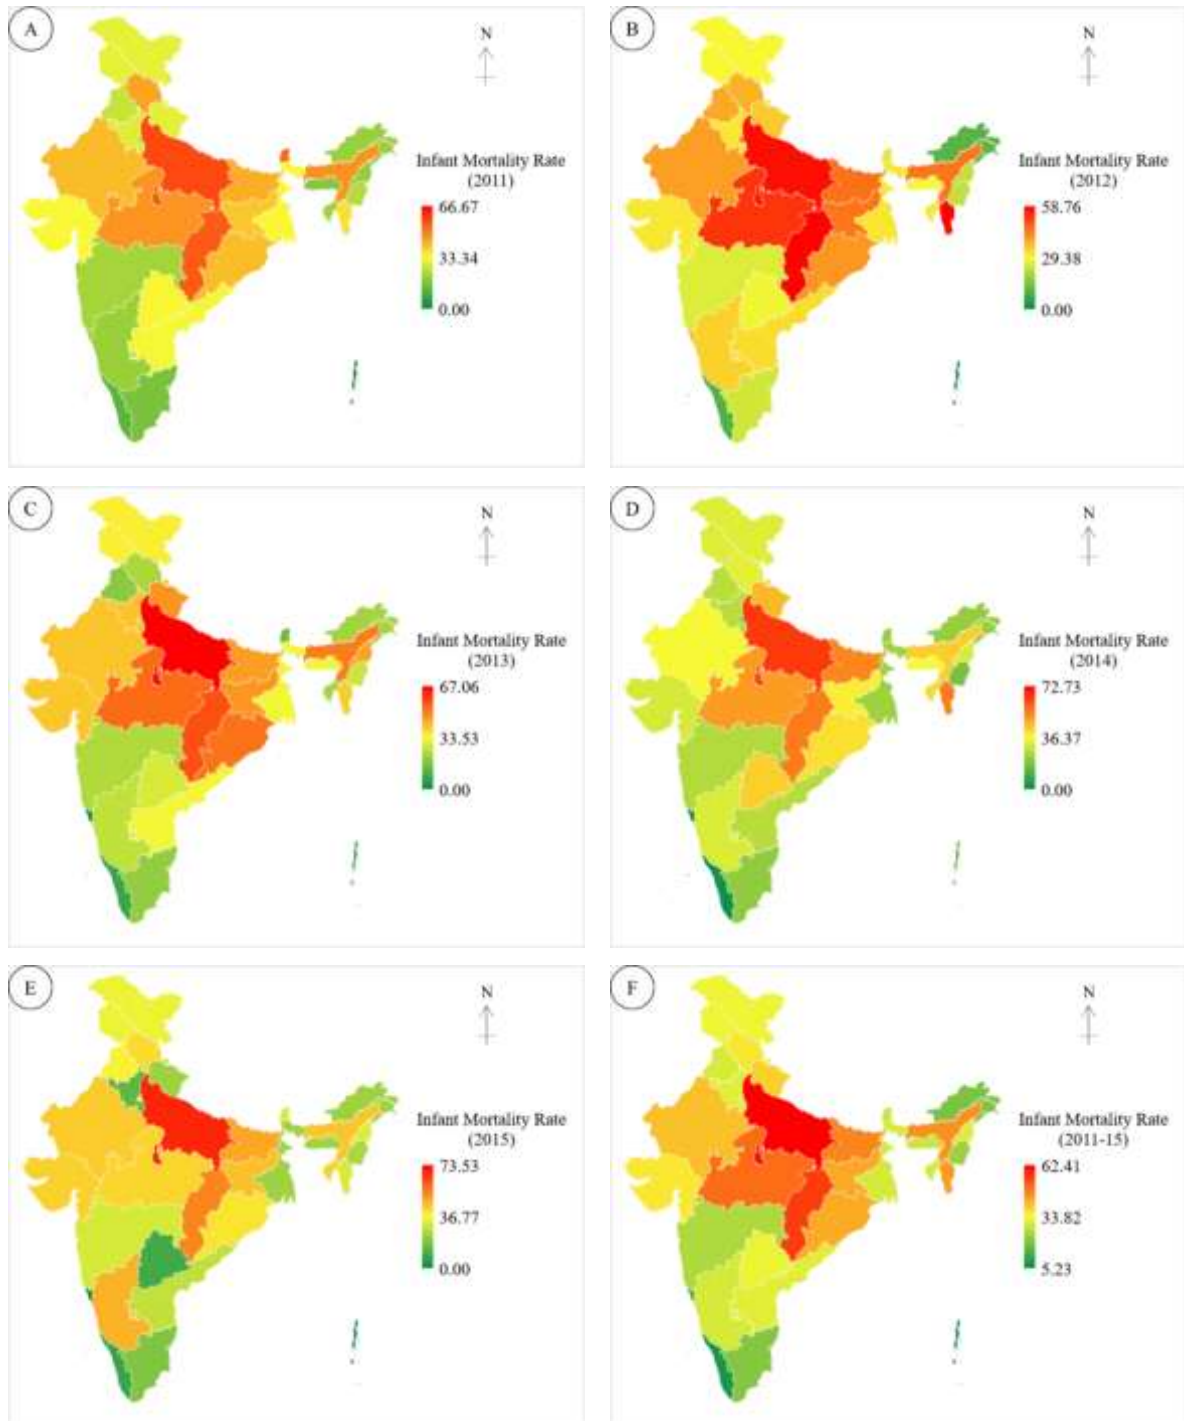 A
N
Infant Mortality Rate
(2011)
66.67
33.34
0.00
B
N
Infant Mortality Rate
(2012)
58.76
29.38
0.00
C
N
Infant Mortality Rate
(2013)
67.06
33.53
0.00
D
N
Infant Mortality Rate
(2014)
72.73
36.37
0.00
E
N
Infant Mortality Rate
(2015)
73.53
36.77
0.00
F
N
Infant Mortality Rate
(2011-15)
62.41
33.82
5.23